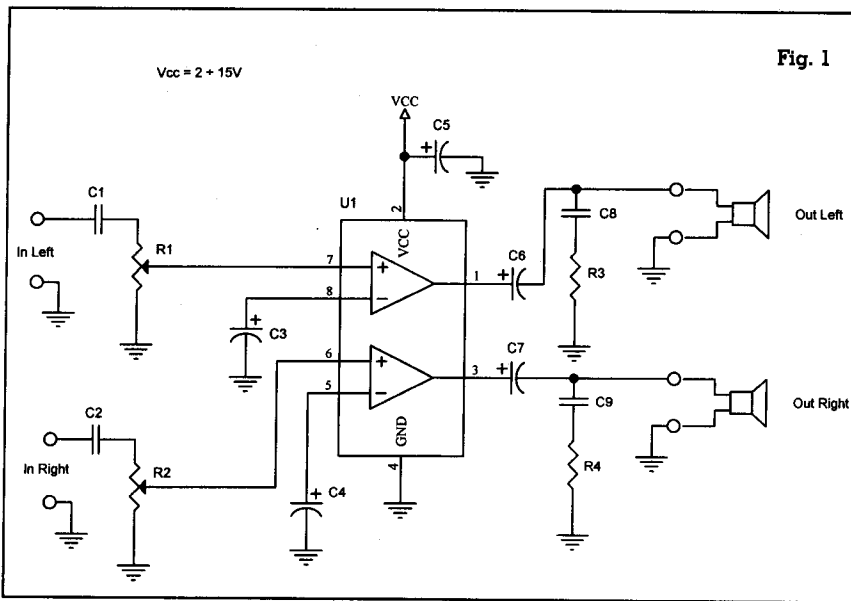 Fig. 1
Vcc = 2 ÷ 15V
VCC
C5
+
U1
2
VCC
C1
In Left
R1
7
+
8
−
1
C6
+
C8
R3
Out Left
C3
+
6
+
5
−
3
C7
+
C9
R4
Out Right
GND
4
C2
In Right
R2
C4
+